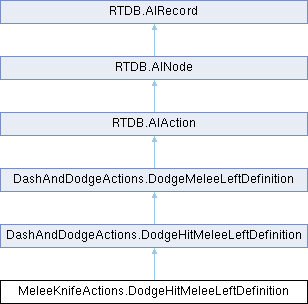 RTDB.AIRecord
RTDB.AINode
RTDB.AIAction
DashAndDodgeActions.DodgeMeleeLeftDefinition
DashAndDodgeActions.DodgeHitMeleeLeftDefinition
MeleeKnifeActions.DodgeHitMeleeLeftDefinition